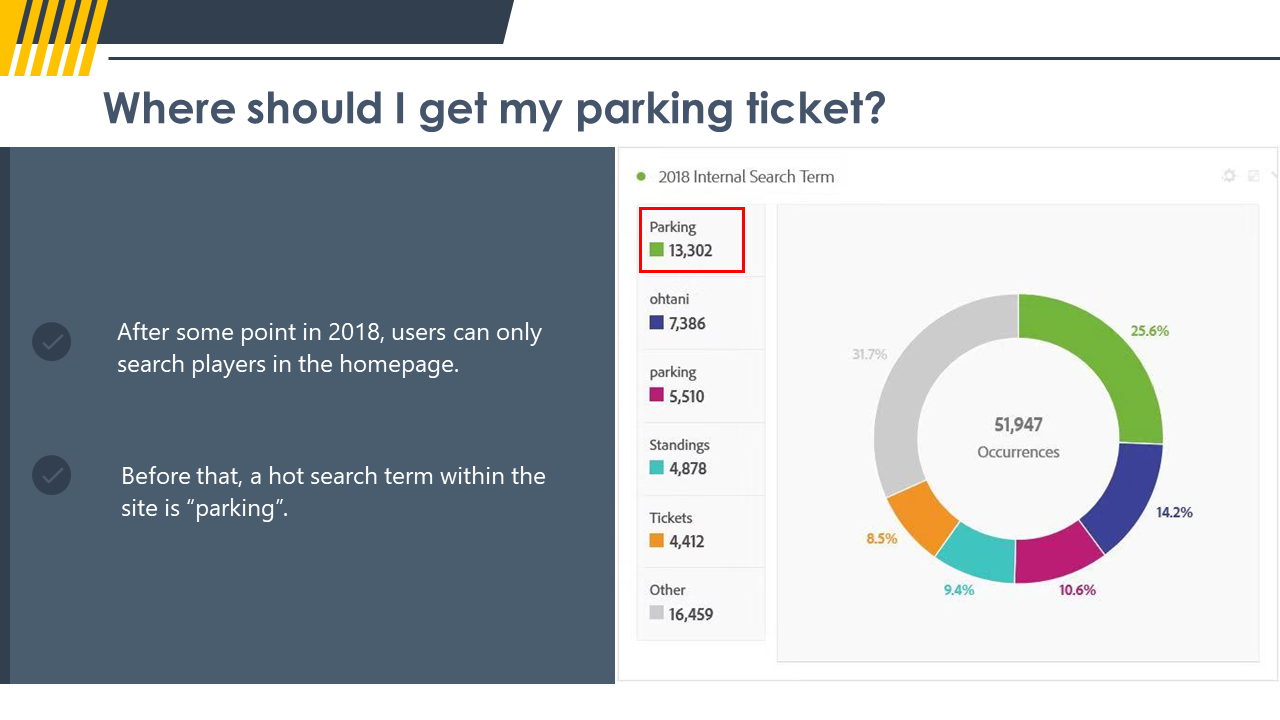 Where should I get my parking ticket?
After some point in 2018, users can only
search players in the homepage.
Before that, a hot search term within the
site is “parking”.
2018 Internal Search Term
Parking
13,302
ohtani
7,386
parking
5,510
Standings
4,878
Tickets
4,412
Other
16,459
31.7%
25.6%
51,947
Occurrences
14.2%
8.5%
9.4%
10.6%